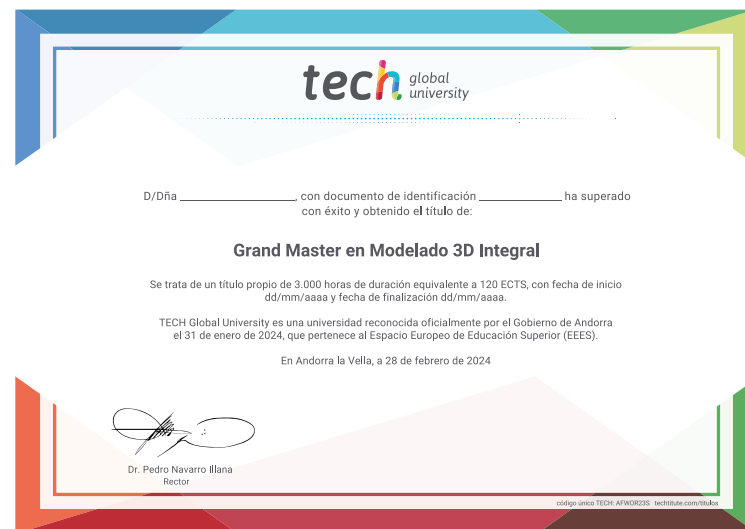 tech global
university
D/Dña ____________________, con documento de identificación ______________ ha superado
con éxito y obtenido el título de:
Grand Master en Modelado 3D Integral
Se trata de un título propio de 3.000 horas de duración equivalente a 120 ECTS, con fecha de inicio
dd/mm/aaaa y fecha de finalización dd/mm/aaaa.
TECH Global University es una universidad reconocida oficialmente por el Gobierno de Andorra
el 31 de enero de 2024, que pertenece al Espacio Europeo de Educación Superior (EEES).
En Andorra la Vella, a 28 de febrero de 2024
Dr. Pedro Navarro Illana
Rector
código único TECH: AFWOR23S techtitute.com/titulos